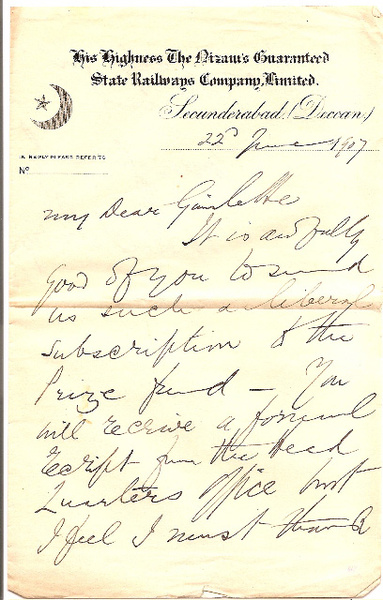 His Highness The Nizam's Guaranteed
State Railways Company, Limited.
Secunderabad, (Deccan)
22d June 1907
IN REPLY PLEASE REFER TO
No
My Dear
It is awfully
good of you to send
us such a liberal
subscription to the
Prize fund — You
will receive a formal
receipt from the Head
Quarters Office but
I feel I must thank